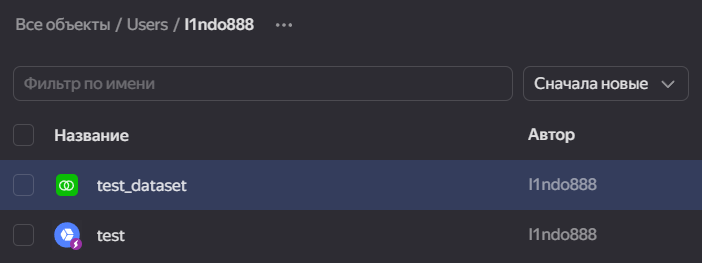 Все объекты / Users / l1ndo888 ...
Фильтр по имени
Сначала новые
Название
Автор
test_dataset
l1ndo888
test
l1ndo888